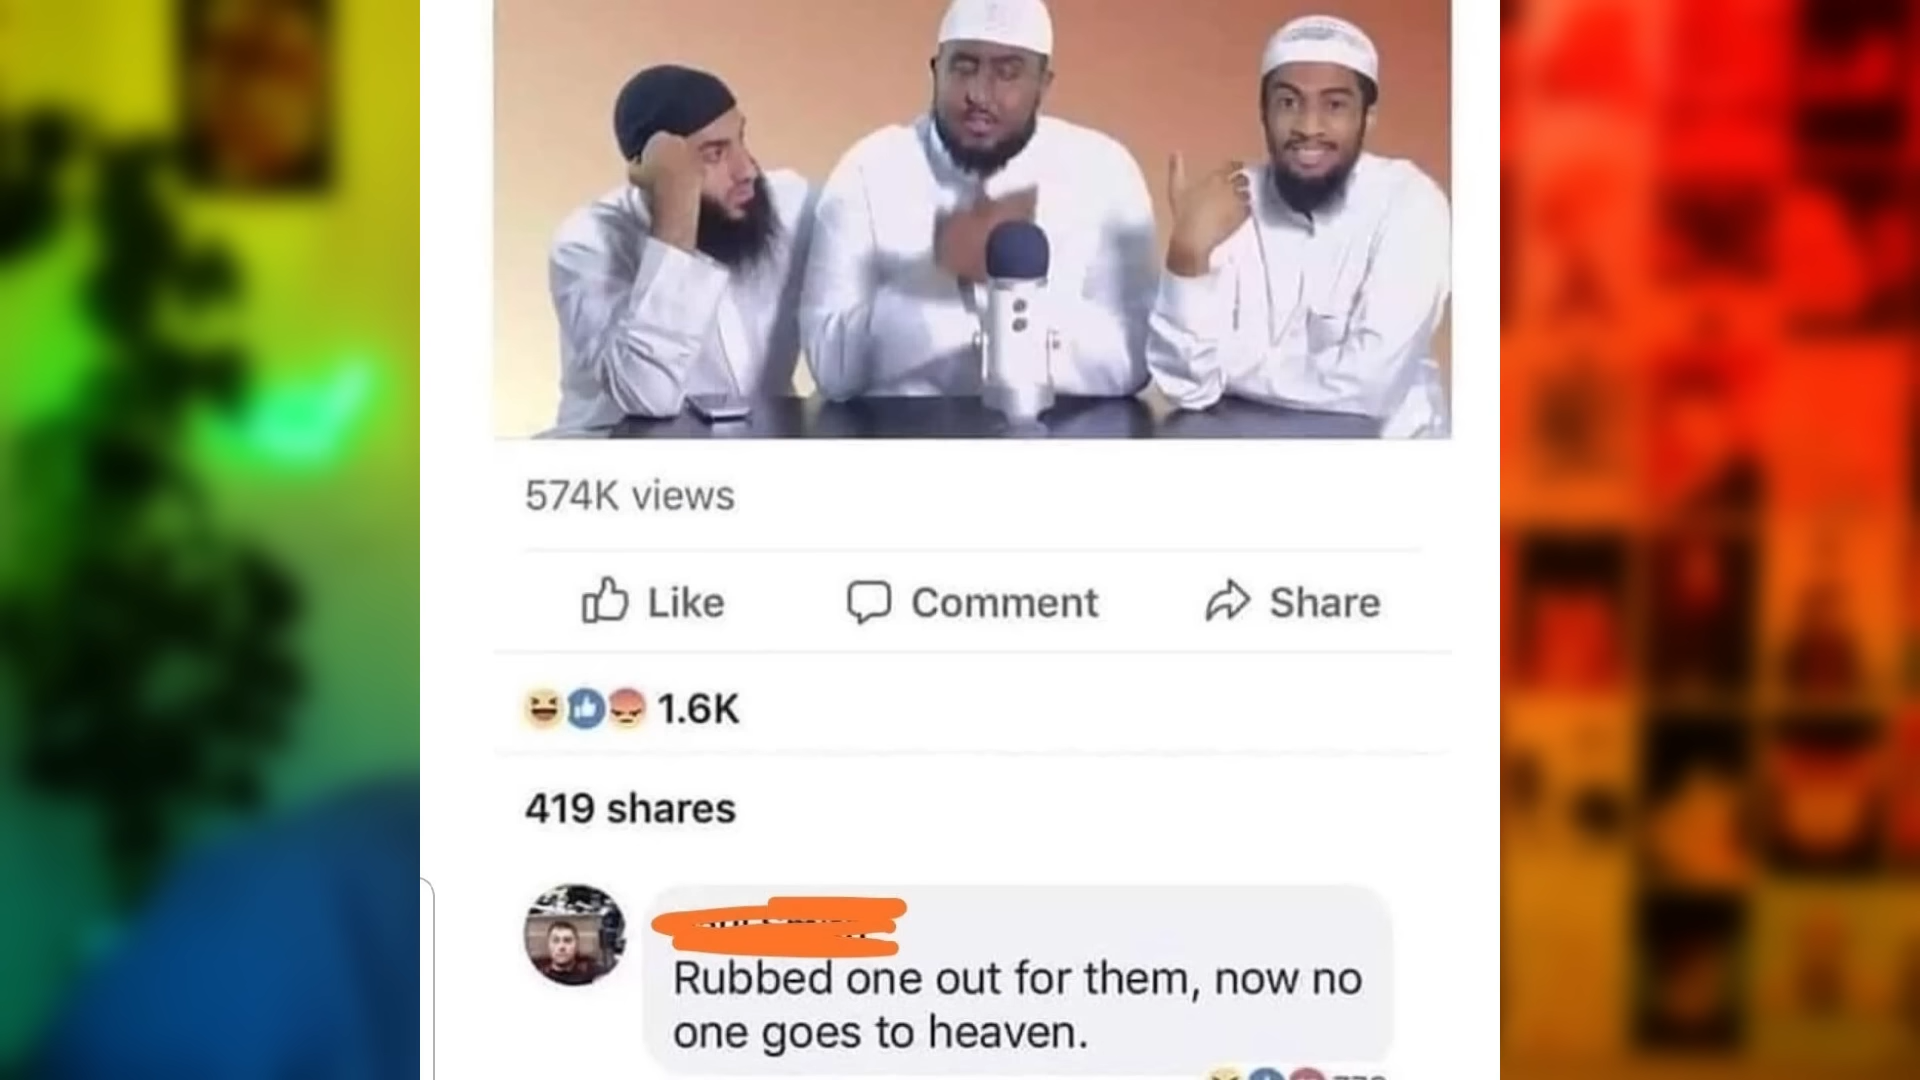 574K views
Like Comment Share
1.6K
419 shares
Rubbed one out for them, now no
one goes to heaven.